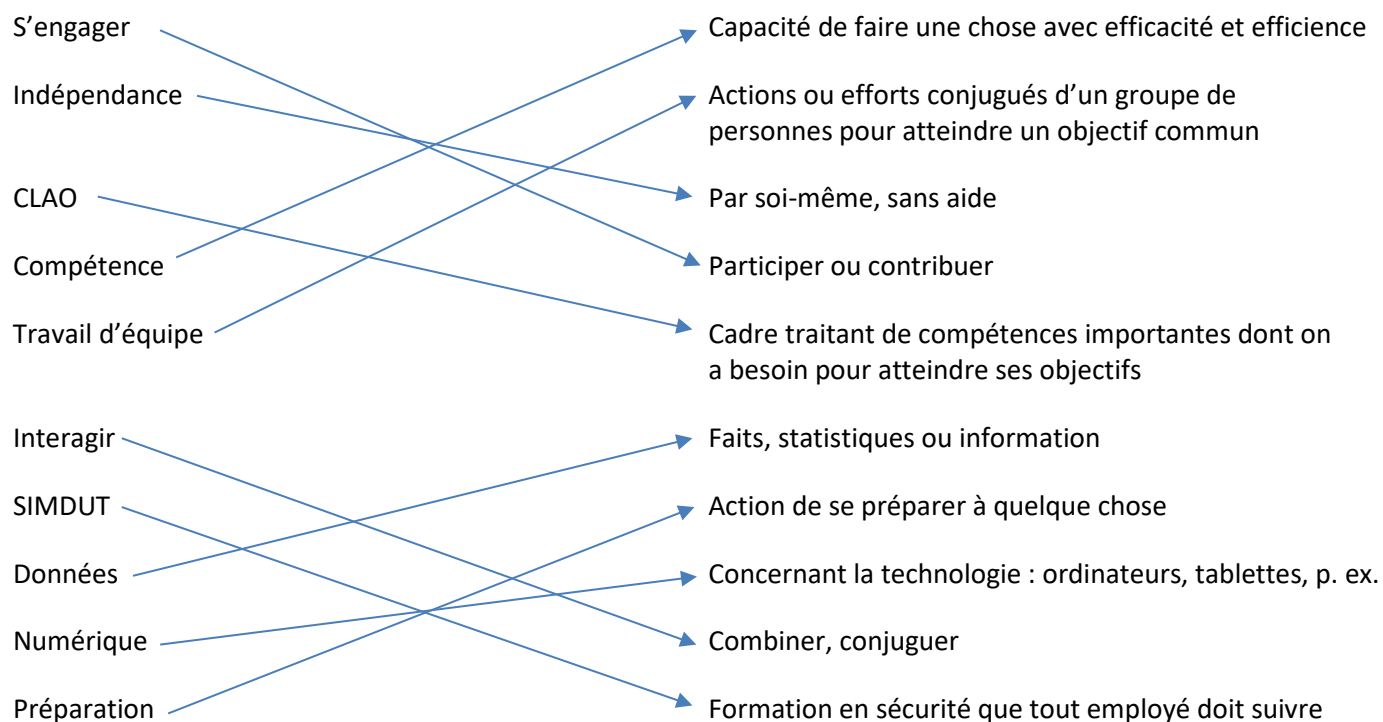 S’engager Capacité de faire une chose avec efficacité et efficience
Indépendance Actions ou efforts conjugués d’un groupe de
personnes pour atteindre un objectif commun
CLAO Par soi-même, sans aide
Compétence Participer ou contribuer
Travail d’équipe Cadre traitant de compétences importantes dont on
a besoin pour atteindre ses objectifs
Interagir Faits, statistiques ou information
SIMDUT Action de se préparer à quelque chose
Données Concernant la technologie : ordinateurs, tablettes, p. ex.
Numérique Combiner, conjuguer
Préparation Formation en sécurité que tout employé doit suivre